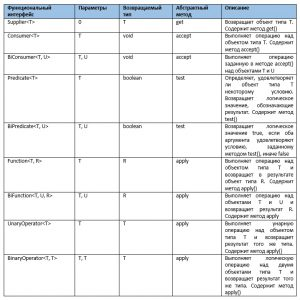 Функциональный интерфейс
Параметры
Возвращаемый тип
Абстрактный метод
Описание
Supplier<T>
0
T
get
Возвращает объект типа T.
Содержит метод get()
Consumer<T>
T
void
accept
Выполняет операцию над
объектом типа T. Содержит
метод accept()
BiConsumer<T, U>
T, U
void
accept
Выполняет операцию
заданную в методе accept()
над объектами T и U
Predicate<T>
T
boolean
test
Определяет, удовлетворяет
ли объект типа T
некоторому условию.
Возвращает логическое
значение, обозначающее
результат. Содержит метод
test()
BiPredicate<T, U>
T, U
boolean
test
Возвращает логическое
значение true, если оба
аргумента удовлетворяют
условию, заданному
методом test(), иначе false
Function<T, R>
T
R
apply
Выполняет операцию над
объектом типа T и
возвращает в результате
объект типа R. Содержит
метод apply()
BiFunction<T, U, R>
T, U
R
apply
Выполняет операцию над
объектами T и U и
возвращает результат R.
Содержит метод apply
UnaryOperator<T>
T
T
apply
Выполняет унарную
операцию над объектом
типа T и возвращает
результат того же типа.
Содержит метод apply()
BinaryOperator<T, T>
T, T
T
apply
Выполняет логическую
операцию над двумя
объектами типа T и
возвращает результат того
же типа. Содержит метод
apply()